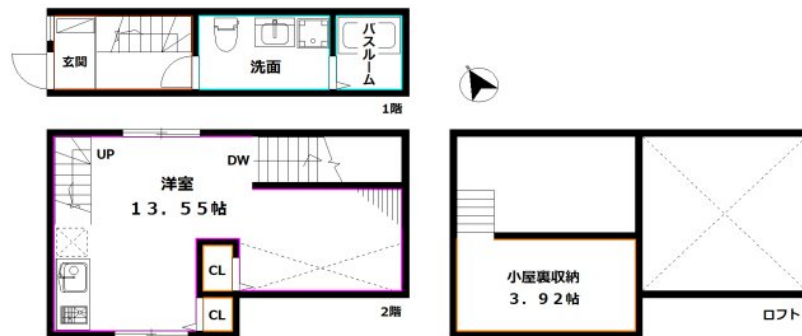 玄関
洗面
バスルーム
1階
UP
DW
洋室
13.55帖
CL
CL
2階
小屋裏収納
3.92帖
ロフト